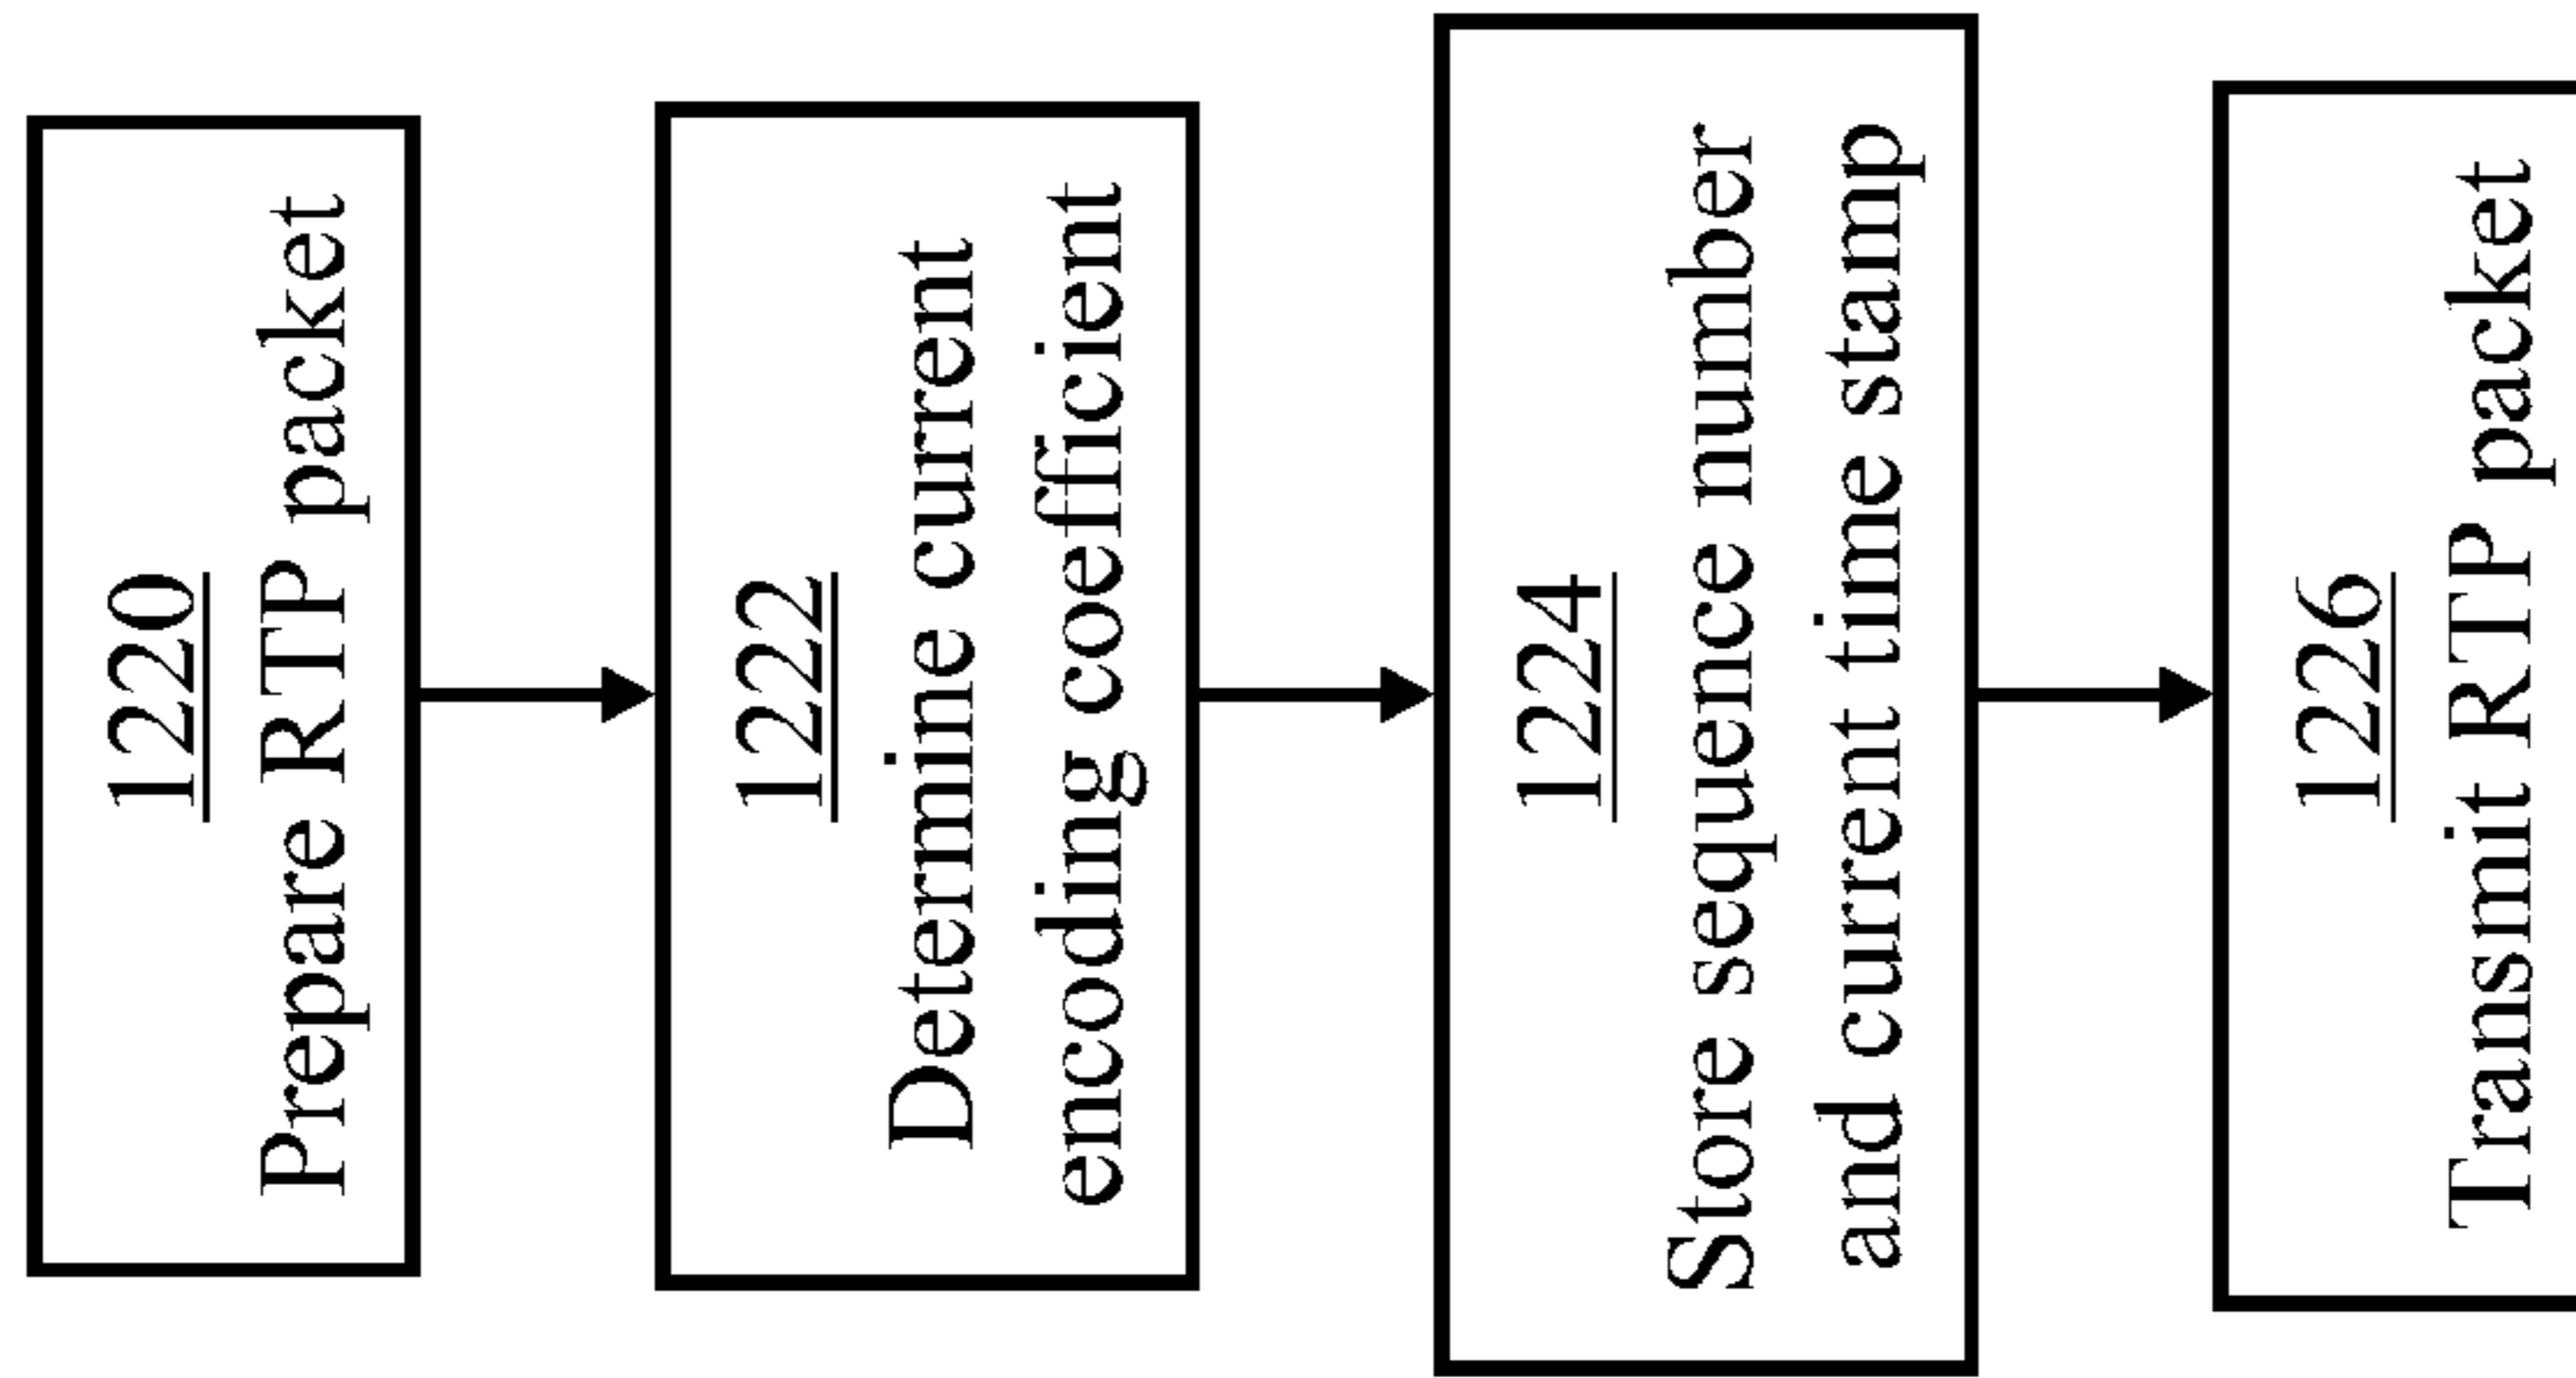 1220
Prepare RTP packet
1222
Determine current
encoding coefficient
1224
Store sequence number
and current time stamp
1226
Transmit RTP packet